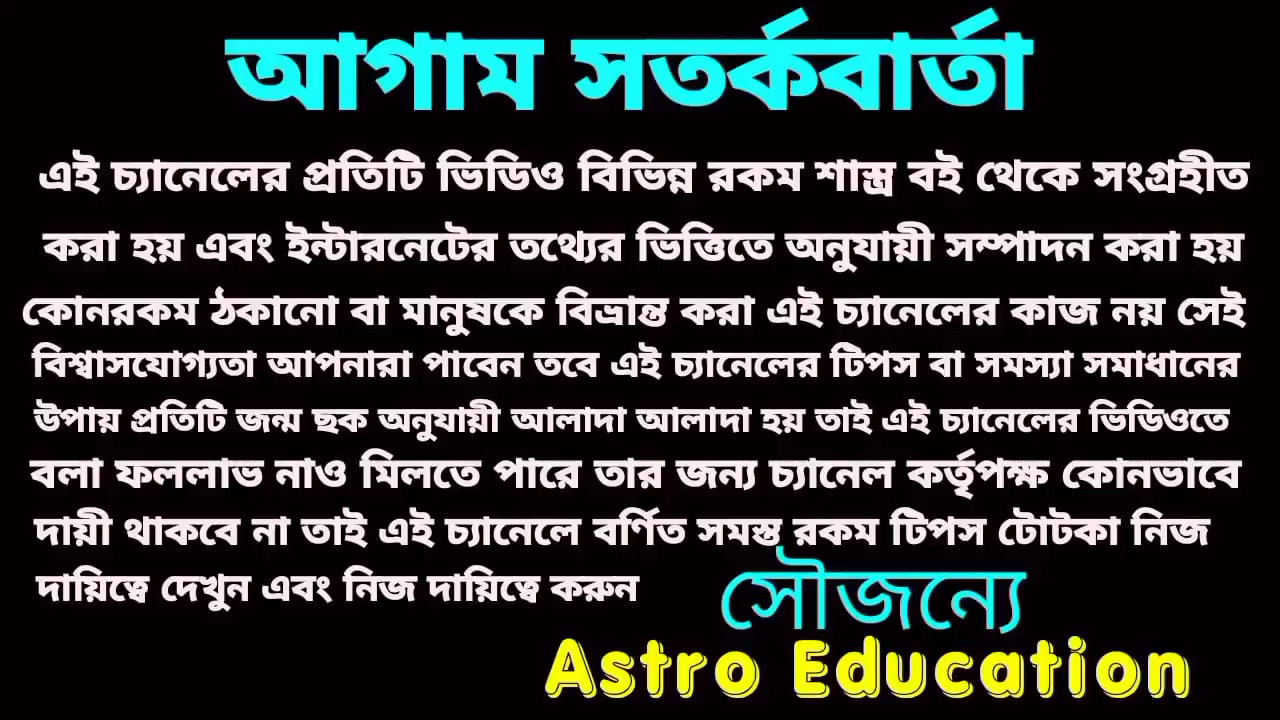 আগাম সতর্কবার্তা
এই চ্যানেলের প্রতিটি ভিডিও বিভিন্ন রকম শাস্ত্র বই থেকে সংগ্রহীত
করা হয় এবং ইন্টারনেটের তথ্যের ভিত্তিতে অনুযায়ী সম্পাদন করা হয়
কোনরকম ঠকানো বা মানুষকে বিভ্রান্ত করা এই চ্যানেলের কাজ নয় সেই
বিশ্বাসযোগ্যতা আপনারা পাবেন তবে এই চ্যানেলের টিপস বা সমস্যা সমাধানের
উপায় প্রতিটি জন্ম ছক অনুযায়ী আলাদা আলাদা হয় তাই এই চ্যানেলের ভিডিওতে
বলা ফললাভ নাও মিলতে পারে তার জন্য চ্যানেল কর্তৃপক্ষ কোনভাবে
দায়ী থাকবে না তাই এই চ্যানেলে বর্ণিত সমস্ত রকম টিপস টোটকা নিজ
দায়িত্বে দেখুন এবং নিজ দায়িত্বে করুন
সৌজন্যে
Astro Education